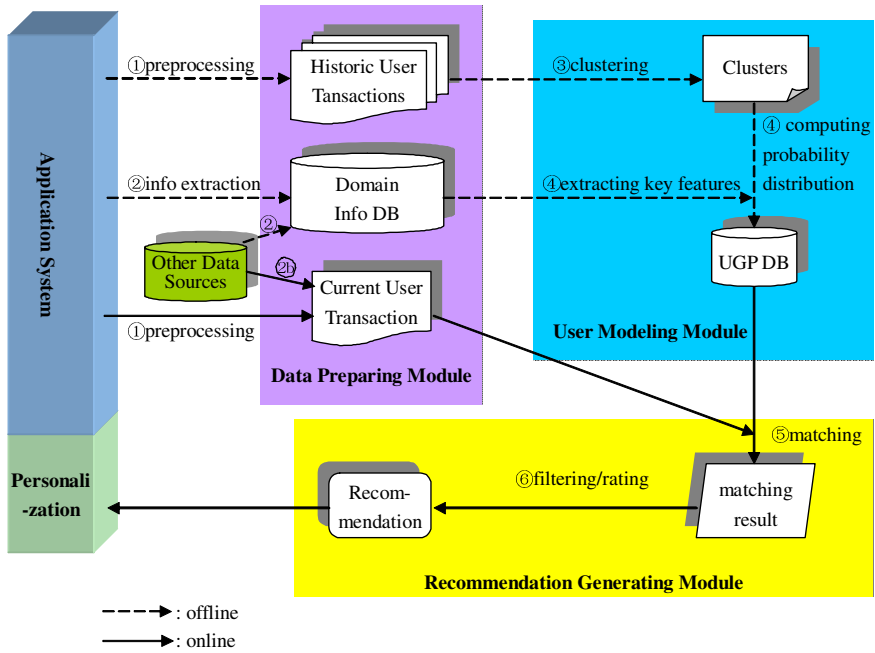 ①preprocessing
Historic User
Tansactions
③clustering
Clusters
④ computing
probability
distribution
Application System
②info extraction
Domain
Info DB
④extracting key features
②
Other Data
Sources
②b
Current User
Transaction
①preprocessing
UGP DB
User Modeling Module
Data Preparing Module
⑤matching
Personali
-zation
Recom-
mendation
⑥filtering/rating
matching
result
Recommendation Generating Module
: offline
: online